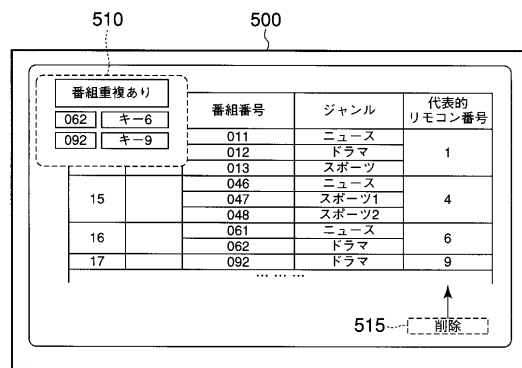 500
510
番組重複あり
062 キー6
092 キー9
番組番号 ジャンル 代表的
リモコン番号
011 ニュース
012 ドラマ 1
013 スポーツ
046 ニュース
15 047 スポーツ1 4
048 スポーツ2
16 061 ニュース 6
062 ドラマ
17 092 ドラマ 9
… … …
515 削除